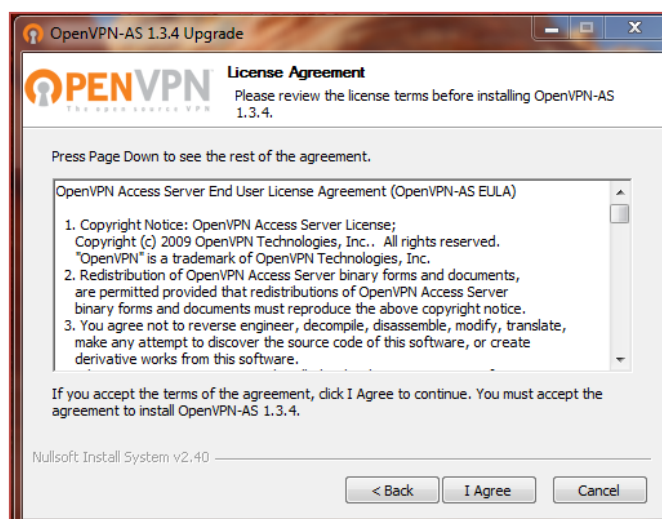 OpenVPN-AS 1.3.4 Upgrade
OPENVPN
The open source VPN
License Agreement
Please review the license terms before installing OpenVPN-AS
1.3.4.
Press Page Down to see the rest of the agreement.
OpenVPN Access Server End User License Agreement (OpenVPN-AS EULA)
1. Copyright Notice: OpenVPN Access Server License;
Copyright (c) 2009 OpenVPN Technologies, Inc.. All rights reserved.
"OpenVPN" is a trademark of OpenVPN Technologies, Inc.
2. Redistribution of OpenVPN Access Server binary forms and documents,
are permitted provided that redistributions of OpenVPN Access Server
binary forms and documents must reproduce the above copyright notice.
3. You agree not to reverse engineer, decompile, disassemble, modify, translate,
make any attempt to discover the source code of this software, or create
derivative works from this software.
If you accept the terms of the agreement, click I Agree to continue. You must accept the
agreement to install OpenVPN-AS 1.3.4.
Nullsoft Install System v2.40
< Back
I Agree
Cancel